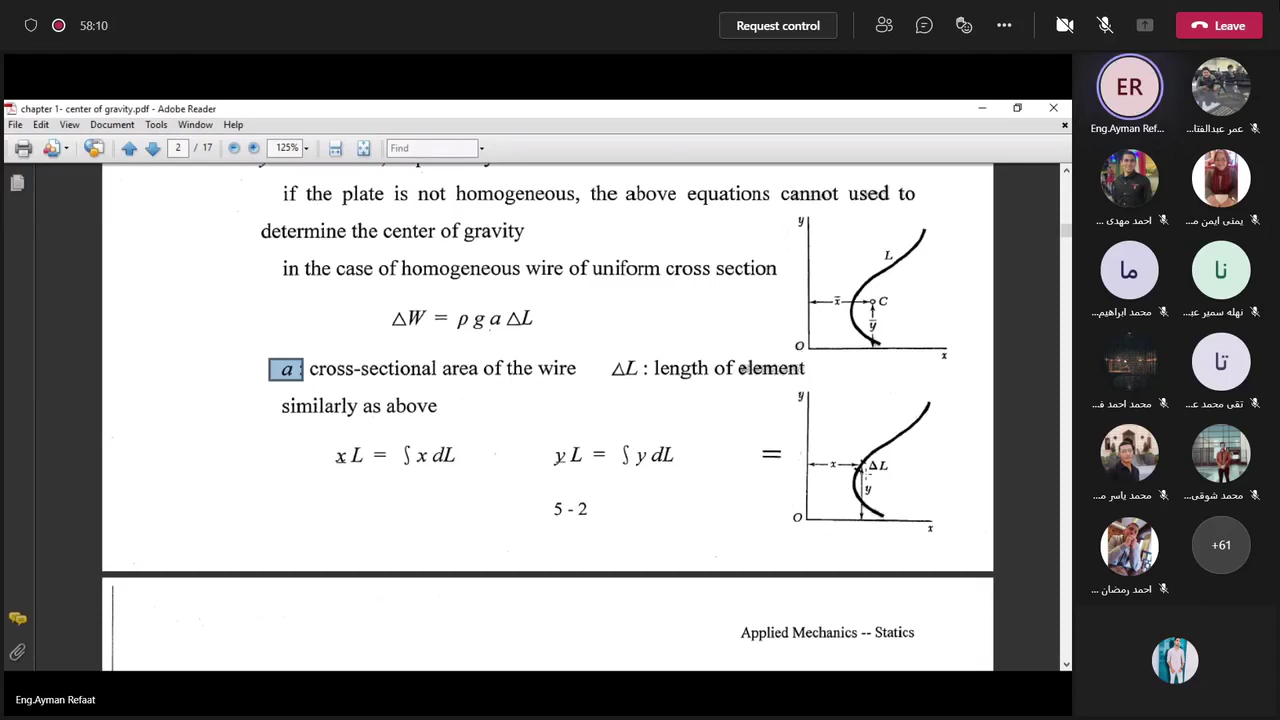 58:10
Request control
Leave
chapter 1- center of gravity.pdf - Adobe Reader
File Edit View Document Tools Window Help
2 / 17 125% Find
if the plate is not homogeneous, the above equations cannot used to
determine the center of gravity
in the case of homogeneous wire of uniform cross section
△W = ρ g a △L
a : cross-sectional area of the wire △L : length of element
similarly as above
x L = ∫ x dL y L = ∫ y dL =
5 - 2
y
L
x̄
C
ȳ
O
x
y
x
ΔL
y
O
x
Applied Mechanics -- Statics
Eng.Ayman Refaat
ER
Eng.Ayman Refa...
عمر عبدالفتا...
احمد مهدى ...
يمنى ايمن م...
ما
محمد ابراهيم...
نا
نهله سمير عب...
محمد احمد ف...
تا
تقى محمد ع...
محمد ياسر م...
محمد شوقى...
احمد رمضان ...
+61